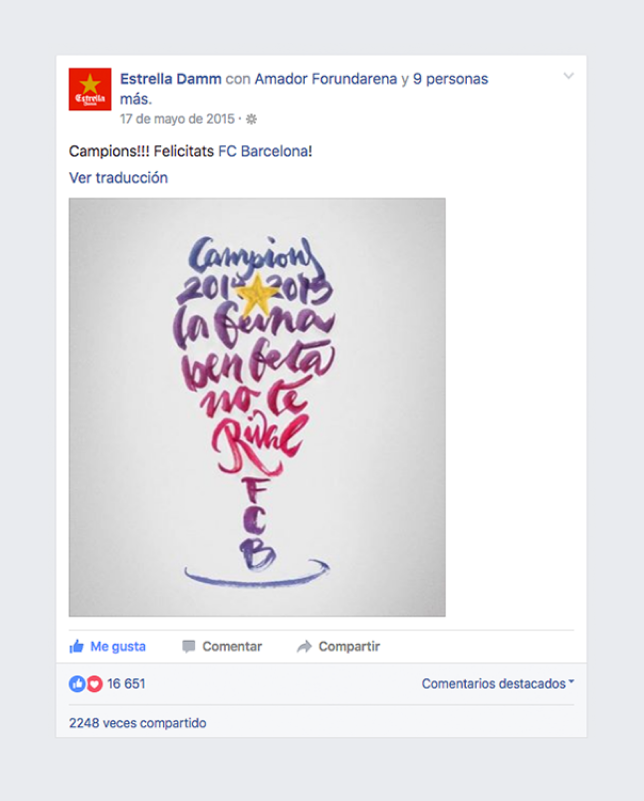 Estrella Damm con Amador Forundarena y 9 personas
más.
17 de mayo de 2015 ·
Estrella
Damm
Campions!!! Felicitats FC Barcelona!
Ver traducción
Campions
2014 2015
la feina
ben feta
no té
Rival
F
C
B
Me gusta Comentar Compartir
16 651 Comentarios destacados
2248 veces compartido